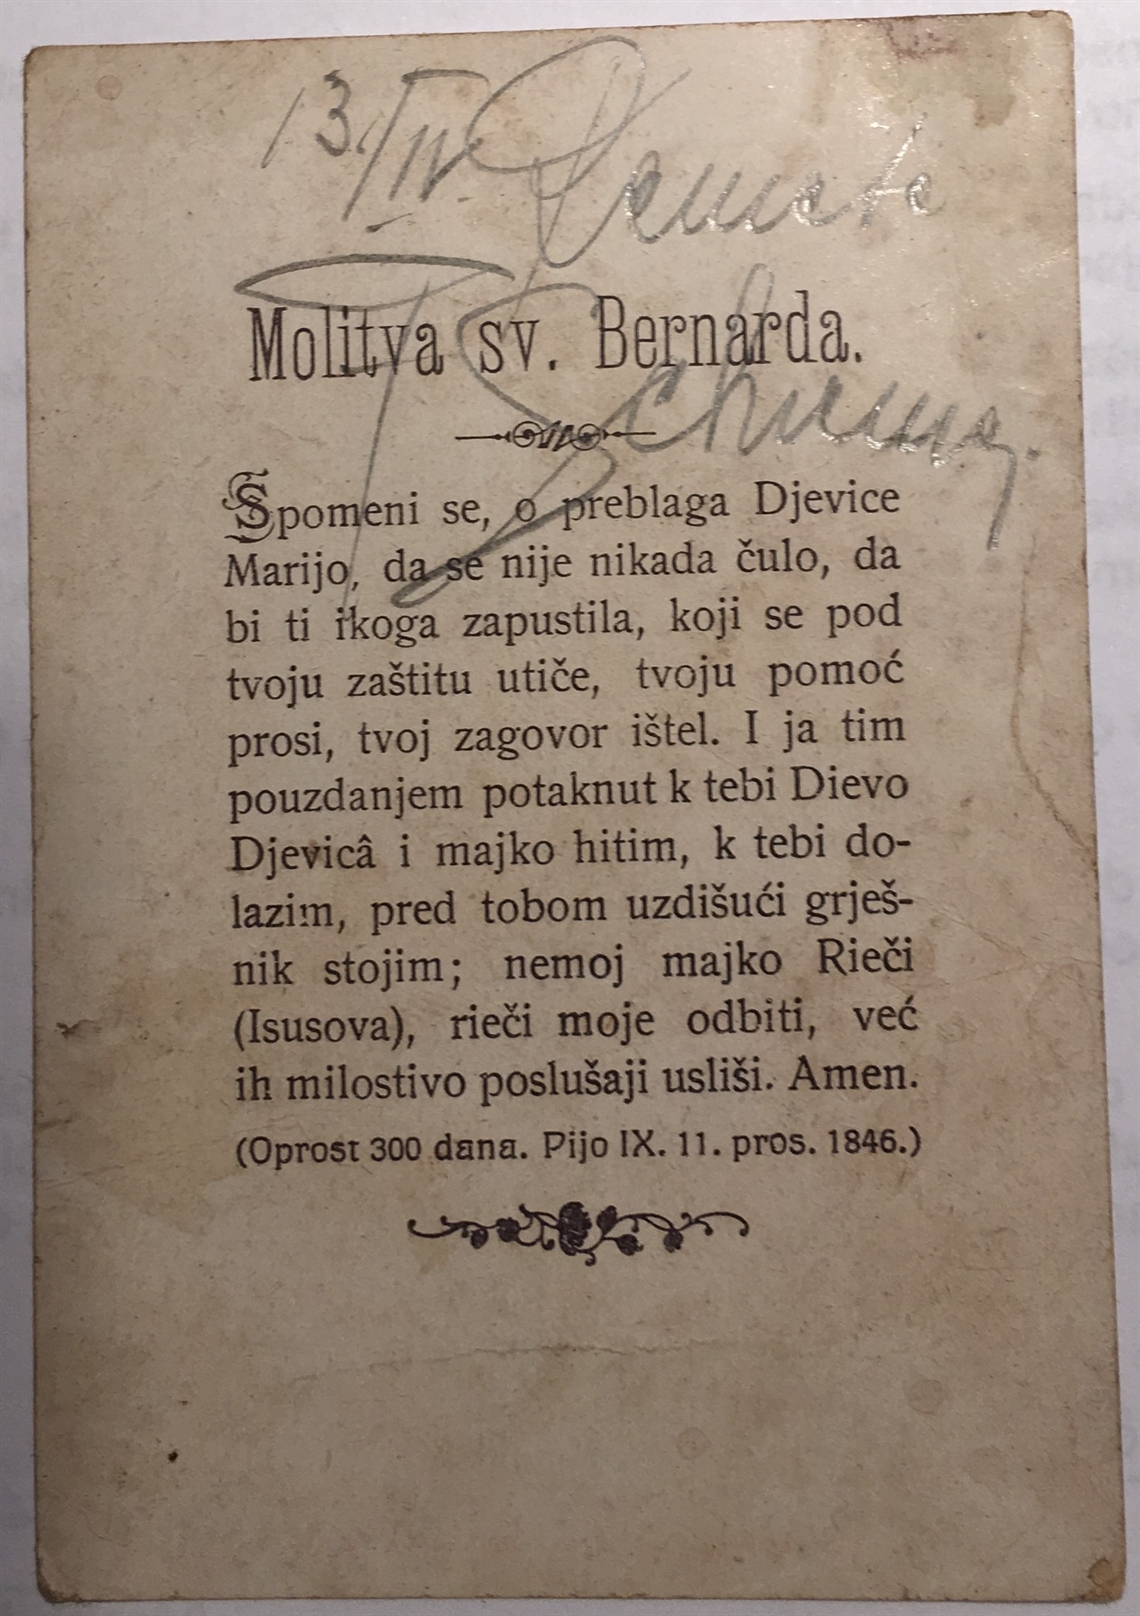 13./IV.
Molitva sv. Bernarda.
Spomeni se, o preblaga Djevice
Marijo, da se nije nikada čulo, da
bi ti ikoga zapustila, koji se pod
tvoju zaštitu utiče, tvoju pomoć
prosi, tvoj zagovor ištel. I ja tim
pouzdanjem potaknut k tebi Dievo
Djevicâ i majko hitim, k tebi do-
lazim, pred tobom uzdišući grješ-
nik stojim; nemoj majko Rieči
(Isusova), rieči moje odbiti, već
ih milostivo poslušaji usliši. Amen.
(Oprost 300 dana. Pijo IX. 11. pros. 1846.)